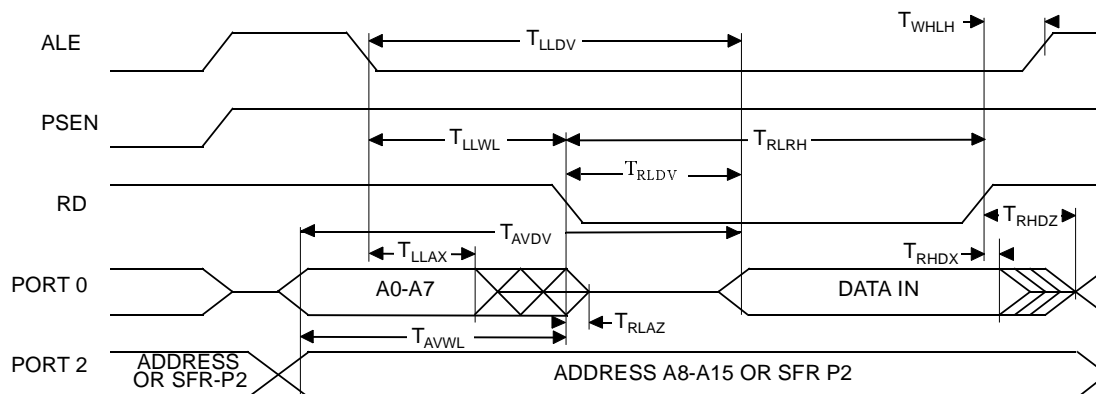 ALE
T_LLDV
T_WHLH
PSEN
T_LLWL
T_RLRH
T_RLDV
RD
T_AVDV
T_RHDZ
T_LLAX
T_RHDX
PORT 0
A0-A7
DATA IN
T_RLAZ
T_AVWL
PORT 2
ADDRESS
OR SFR-P2
ADDRESS A8-A15 OR SFR P2